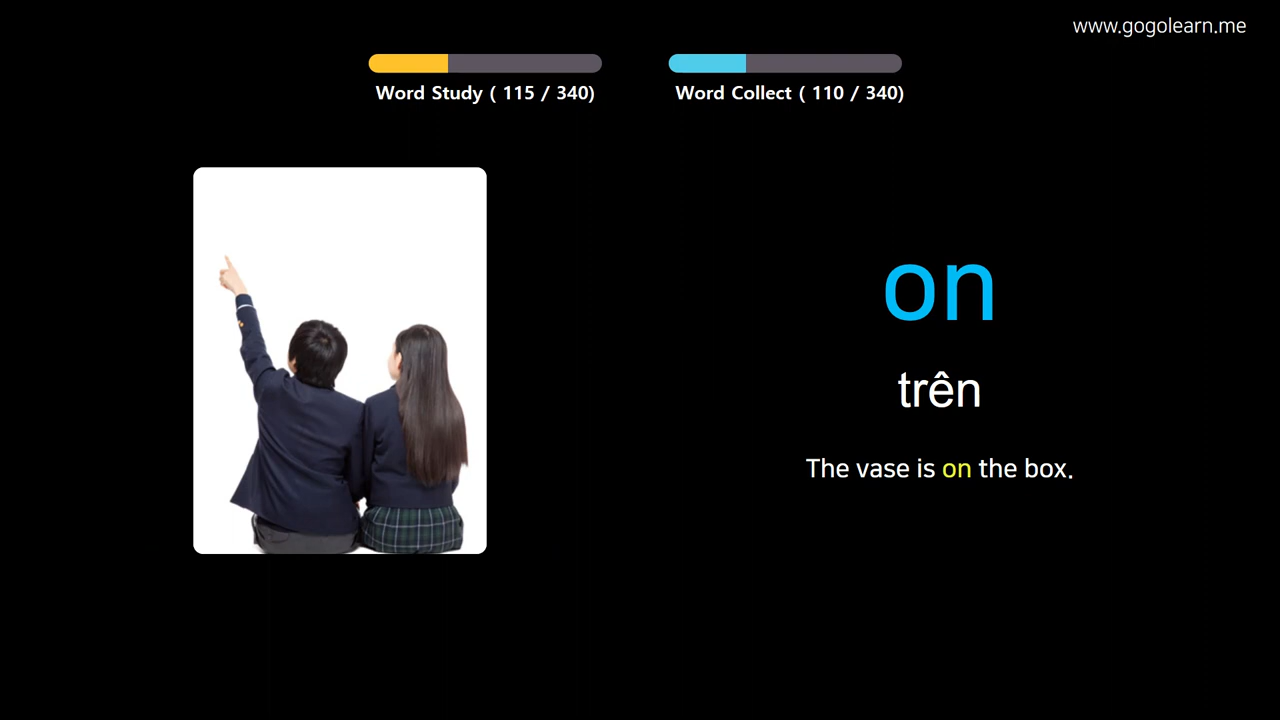 www.gogolearn.me
Word Study ( 115 / 340)
Word Collect ( 110 / 340)
on
trên
The vase is on the box.